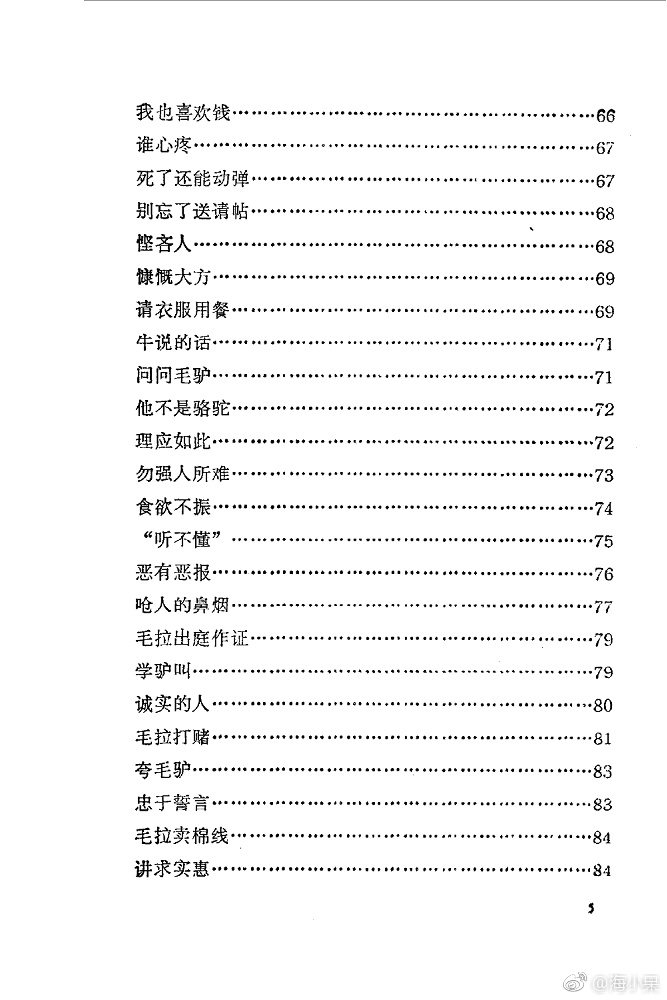 我也喜欢钱……………………………………………66
谁心疼……………………………………………67
死了还能动弹……………………………………………67
别忘了送请帖……………………………………………68
悭吝人……………………………………………68
慷慨大方……………………………………………69
请衣服用餐……………………………………………69
牛说的话……………………………………………71
问问毛驴……………………………………………71
他不是骆驼……………………………………………72
理应如此……………………………………………72
勿强人所难……………………………………………73
食欲不振……………………………………………74
“听不懂”……………………………………………75
恶有恶报……………………………………………76
呛人的鼻烟……………………………………………77
毛拉出庭作证……………………………………………79
学驴叫……………………………………………79
诚实的人……………………………………………80
毛拉打赌……………………………………………81
夸毛驴……………………………………………83
忠于誓言……………………………………………83
毛拉卖棉线……………………………………………84
讲求实惠……………………………………………84
5
@海小枼